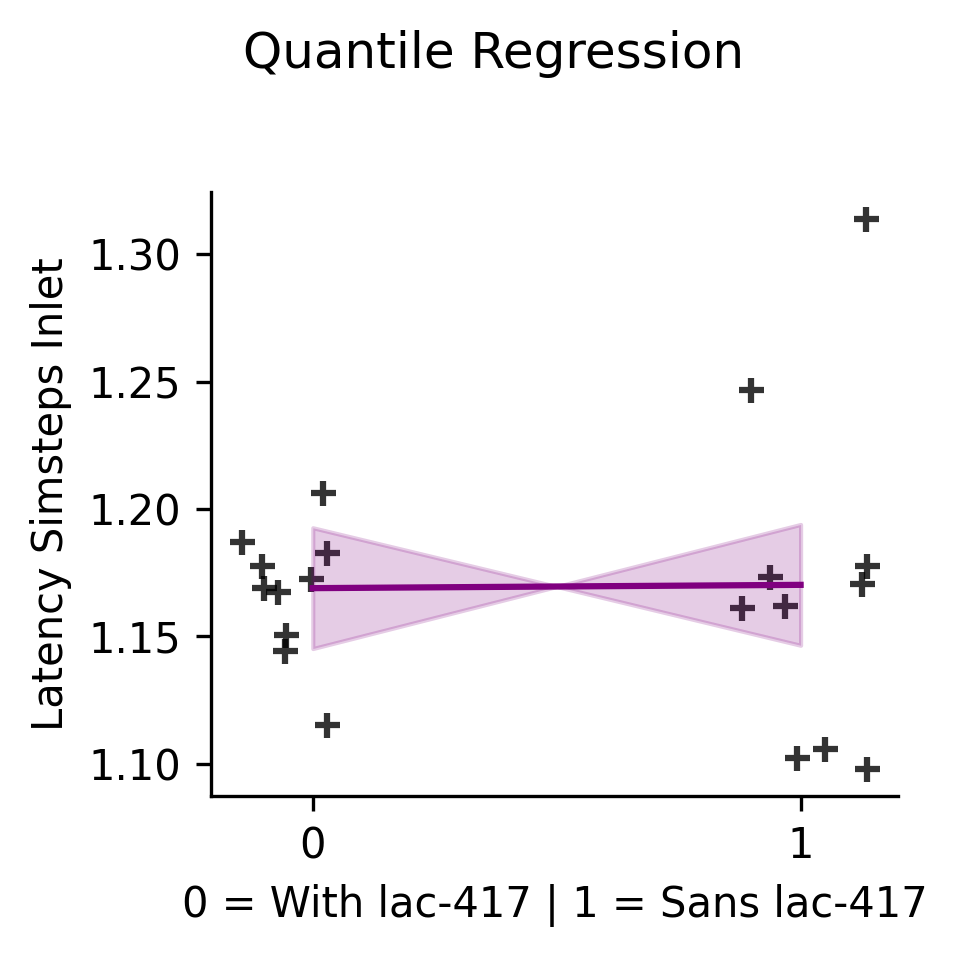 Quantile Regression
Latency Simsteps Inlet
1.30
1.25
1.20
1.15
1.10
0 1
0 = With lac-417 | 1 = Sans lac-417